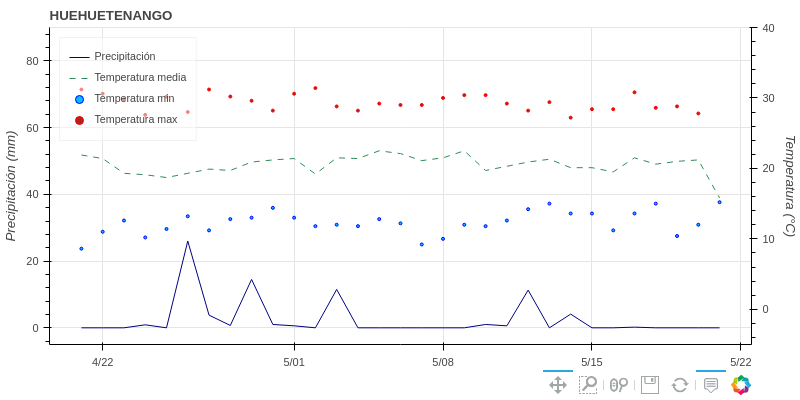 HUEHUETENANGO
Precipitación
Temperatura media
Temperatura min
Temperatura max
Precipitación (mm)
80
60
40
20
0
Temperatura (°C)
40
30
20
10
0
4/22
5/01
5/08
5/15
5/22